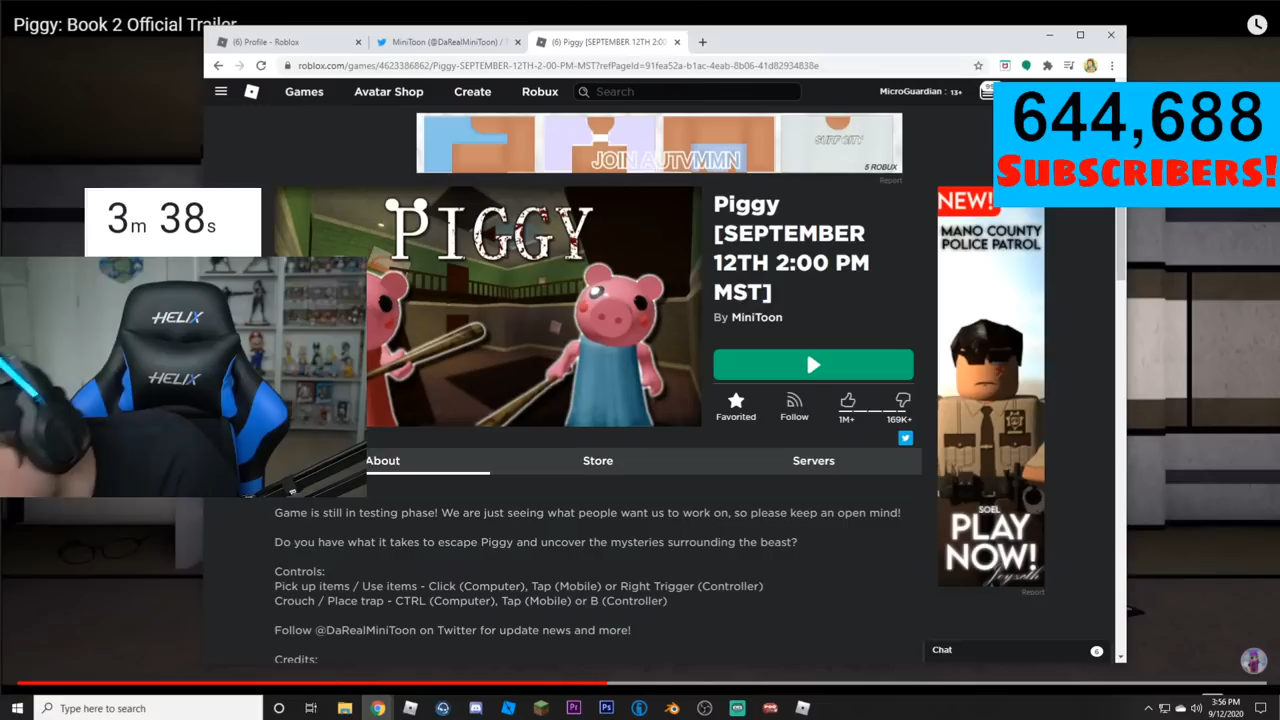 Piggy: Book 2 Official Trailer
(6) Profile - Roblox
MiniToon (@DaRealMiniToon) / T
(6) Piggy [SEPTEMBER 12TH 2:00
roblox.com/games/4623386862/Piggy-SEPTEMBER-12TH-2-00-PM-MST?refPageId=91fea52a-b1ac-4eab-8b06-41d82934838e
Games
Avatar Shop
Create
Robux
Search
MicroGuardian : 13+
644,688
SUBSCRIBERS!
JOIN AUTVMMN
SURF CITY
5 ROBUX
Report
3m 38s
PIGGY
Piggy
[SEPTEMBER
12TH 2:00 PM
MST]
By MiniToon
NEW!
MANO COUNTY
POLICE PATROL
Favorited
Follow
1M+
169K+
HELIX
HELIX
About
Store
Servers
Game is still in testing phase! We are just seeing what people want us to work on, so please keep an open mind!
Do you have what it takes to escape Piggy and uncover the mysteries surrounding the beast?
Controls:
Pick up items / Use items - Click (Computer), Tap (Mobile) or Right Trigger (Controller)
Crouch / Place trap - CTRL (Computer), Tap (Mobile) or B (Controller)
Follow @DaRealMiniToon on Twitter for update news and more!
Credits:
SOEL
PLAY
NOW!
Report
Chat
6
Type here to search
Pr
Ps
3:56 PM
9/12/2020